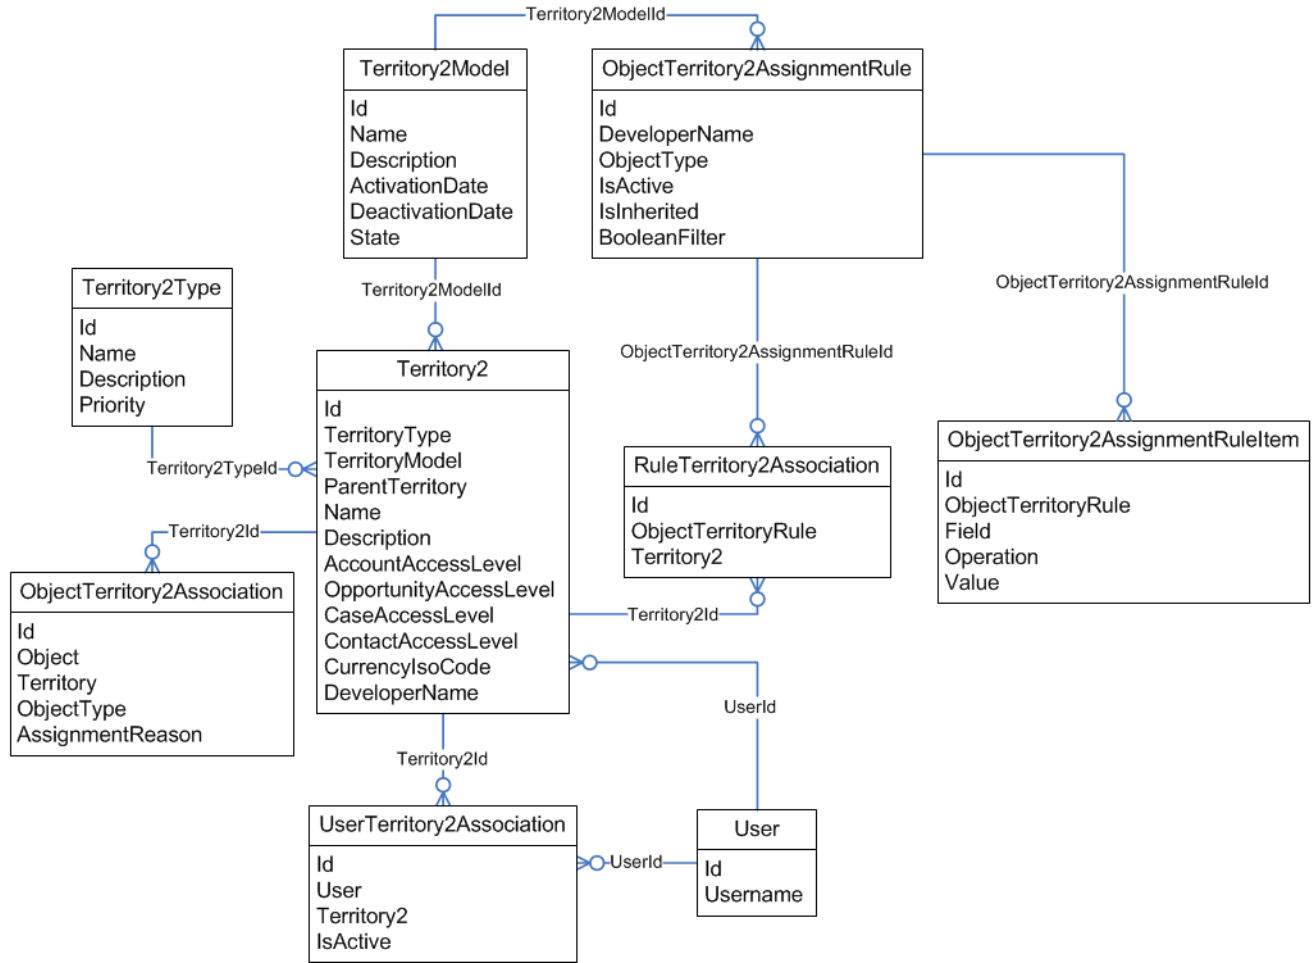 Territory2ModelId
Territory2Model
Id
Name
Description
ActivationDate
DeactivationDate
State
ObjectTerritory2AssignmentRule
Id
DeveloperName
ObjectType
IsActive
IsInherited
BooleanFilter
Territory2ModelId
ObjectTerritory2AssignmentRuleId
ObjectTerritory2AssignmentRuleId
Territory2Type
Id
Name
Description
Priority
Territory2TypeId
Territory2
Id
TerritoryType
TerritoryModel
ParentTerritory
Name
Description
AccountAccessLevel
OpportunityAccessLevel
CaseAccessLevel
ContactAccessLevel
CurrencyIsoCode
DeveloperName
RuleTerritory2Association
Id
ObjectTerritoryRule
Territory2
ObjectTerritory2AssignmentRuleItem
Id
ObjectTerritoryRule
Field
Operation
Value
Territory2Id
ObjectTerritory2Association
Id
Object
Territory
ObjectType
AssignmentReason
Territory2Id
UserId
Territory2Id
UserTerritory2Association
Id
User
Territory2
IsActive
UserId
User
Id
Username